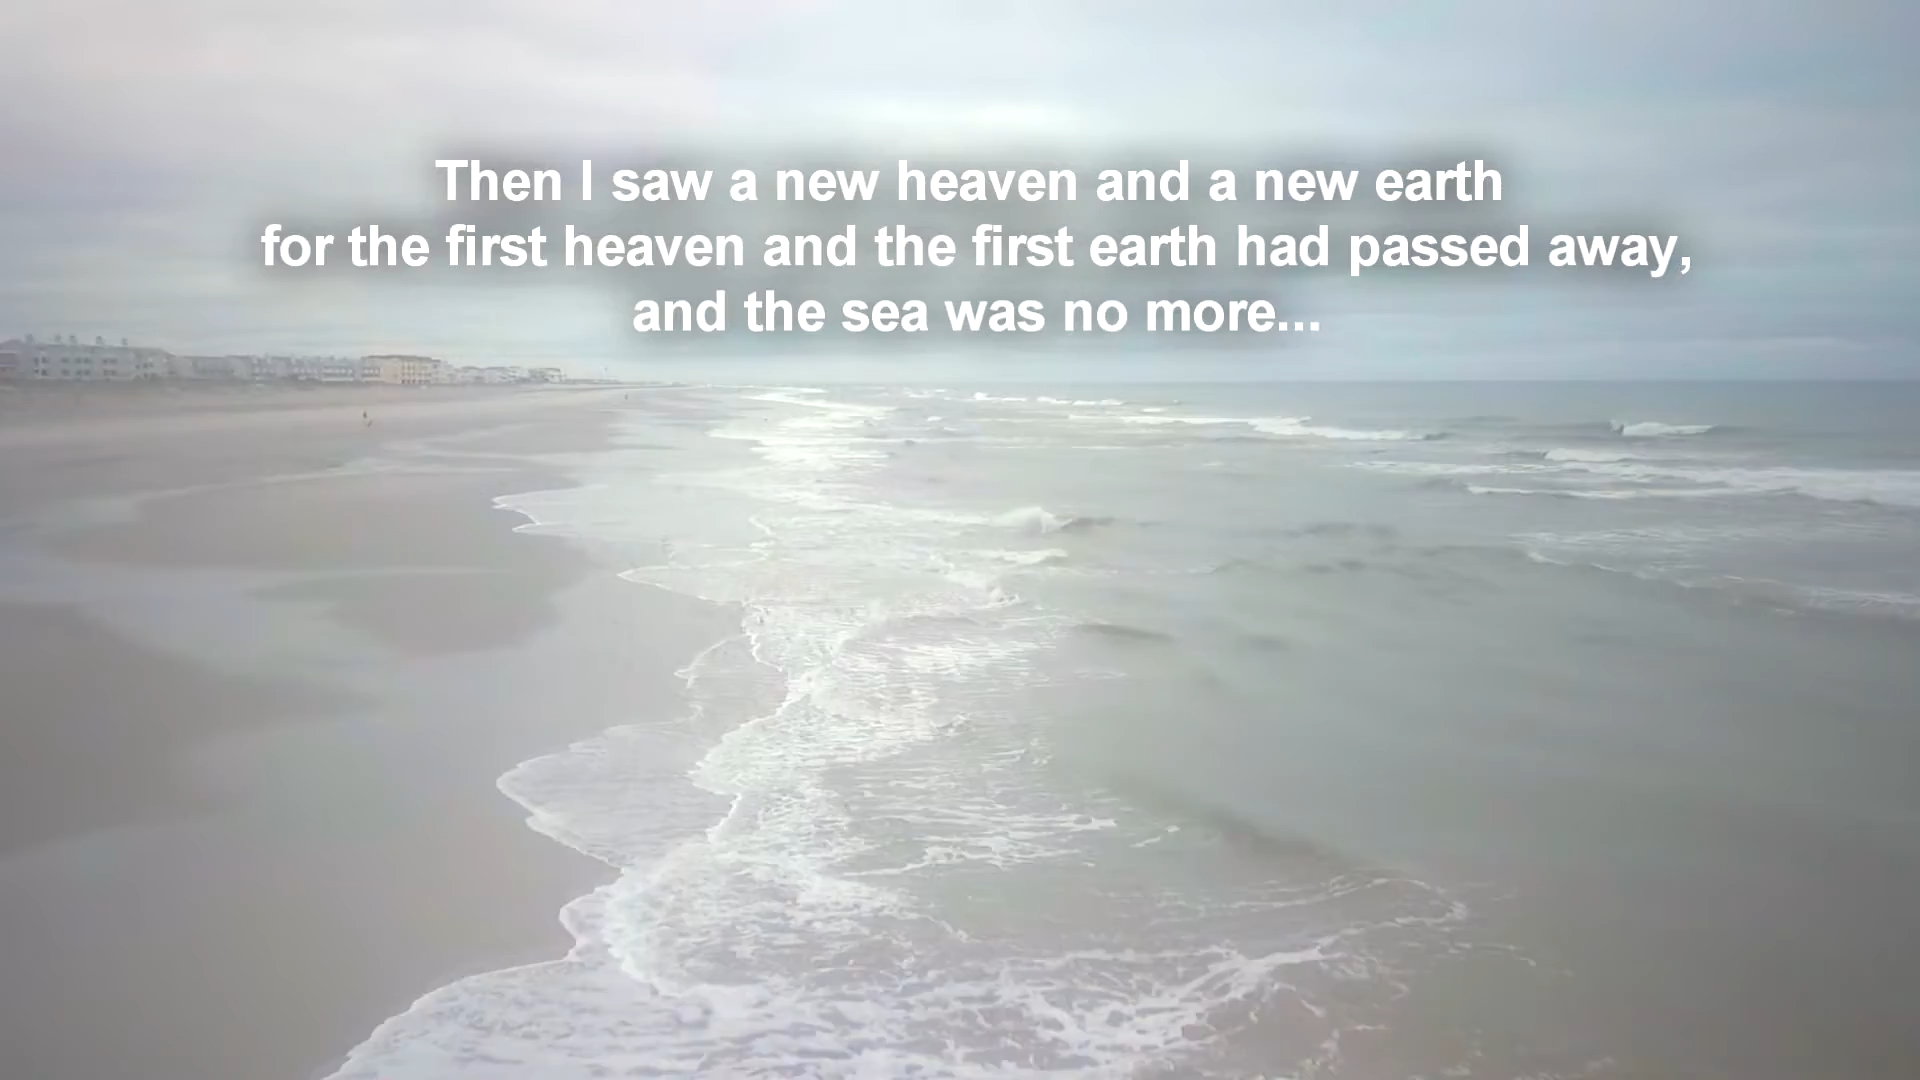 Then I saw a new heaven and a new earth
for the first heaven and the first earth had passed away,
and the sea was no more...